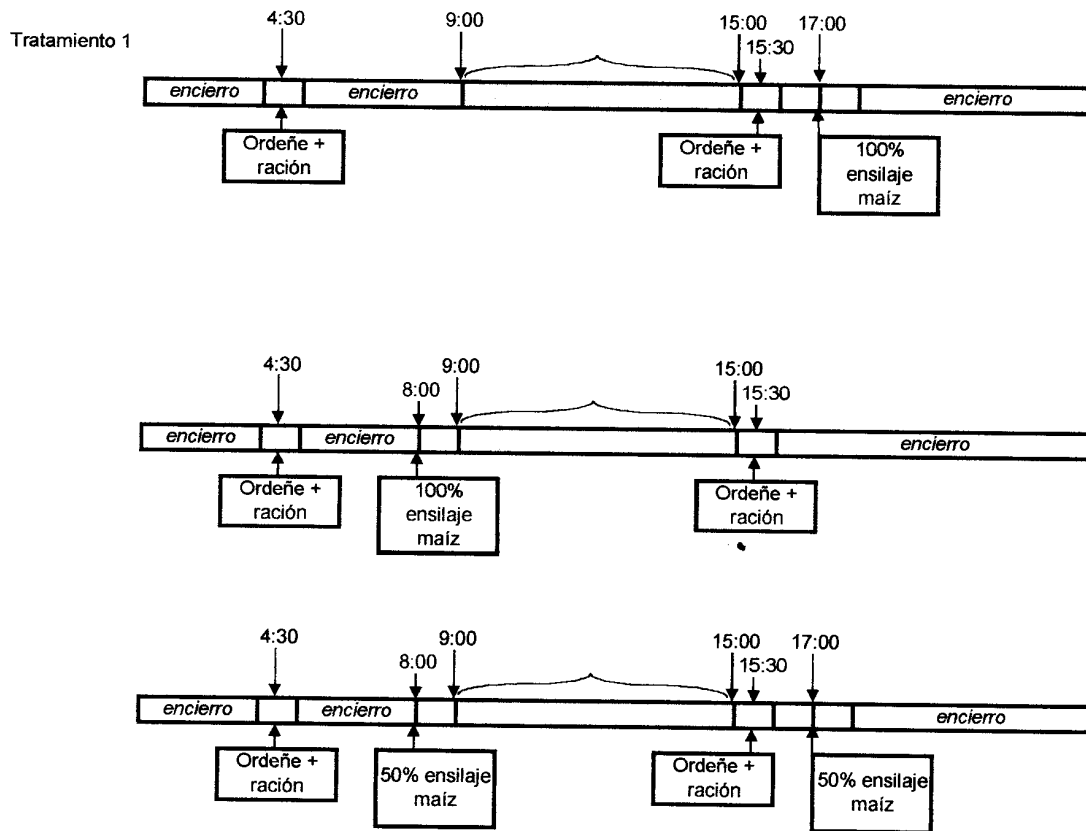 4:30
9:00
15:00
17:00
15:30
Tratamiento 1
encierro
encierro
encierro
Ordeñe +
ración
Ordeñe +
ración
100%
ensilaje
maíz
4:30
8:00
9:00
15:00
15:30
encierro
encierro
encierro
Ordeñe +
ración
100%
ensilaje
maíz
Ordeñe +
ración
4:30
8:00
9:00
15:00
15:30
17:00
encierro
encierro
encierro
Ordeñe +
ración
50% ensilaje
maíz
Ordeñe +
ración
50% ensilaje
maíz